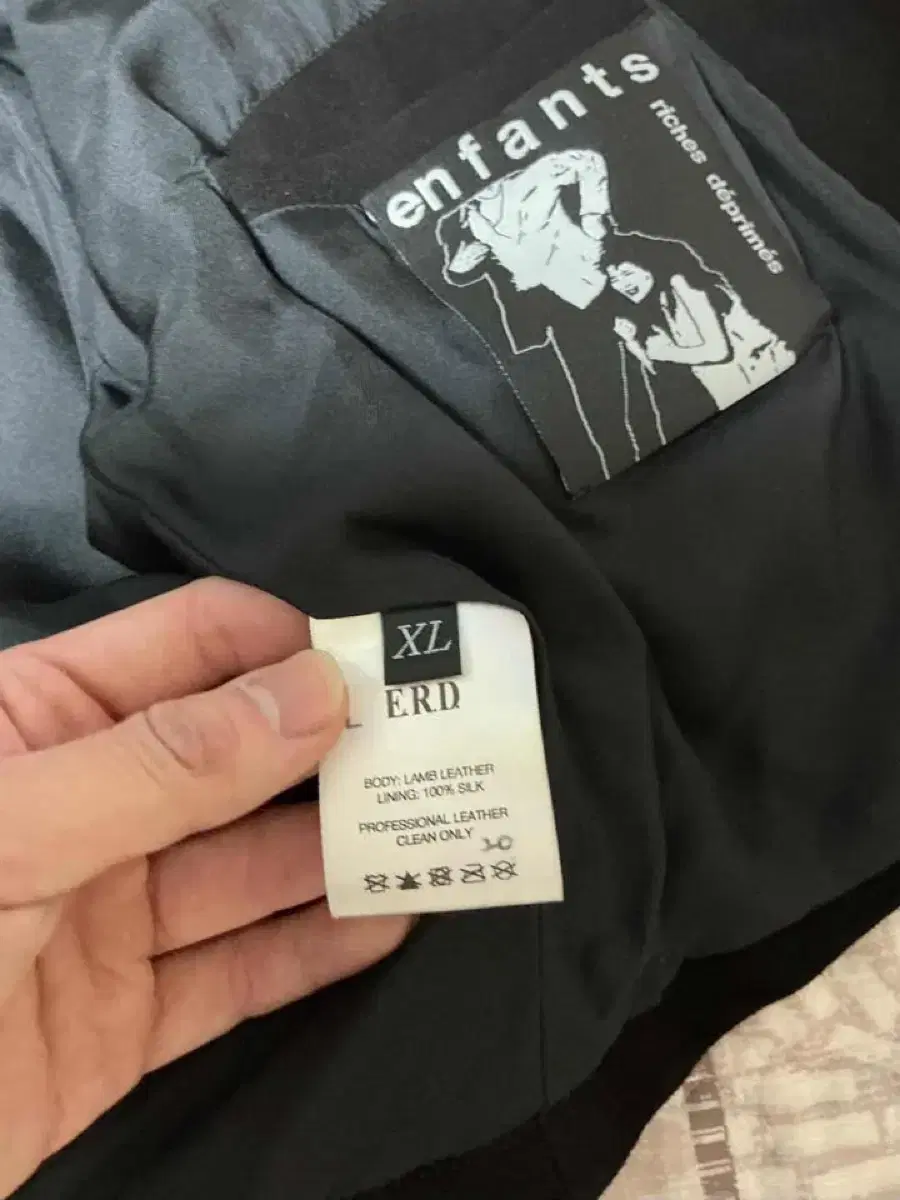 enfants
riches déprimés
XL
E.R.D.
BODY: LAMB LEATHER
LINING: 100% SILK
PROFESSIONAL LEATHER
CLEAN ONLY